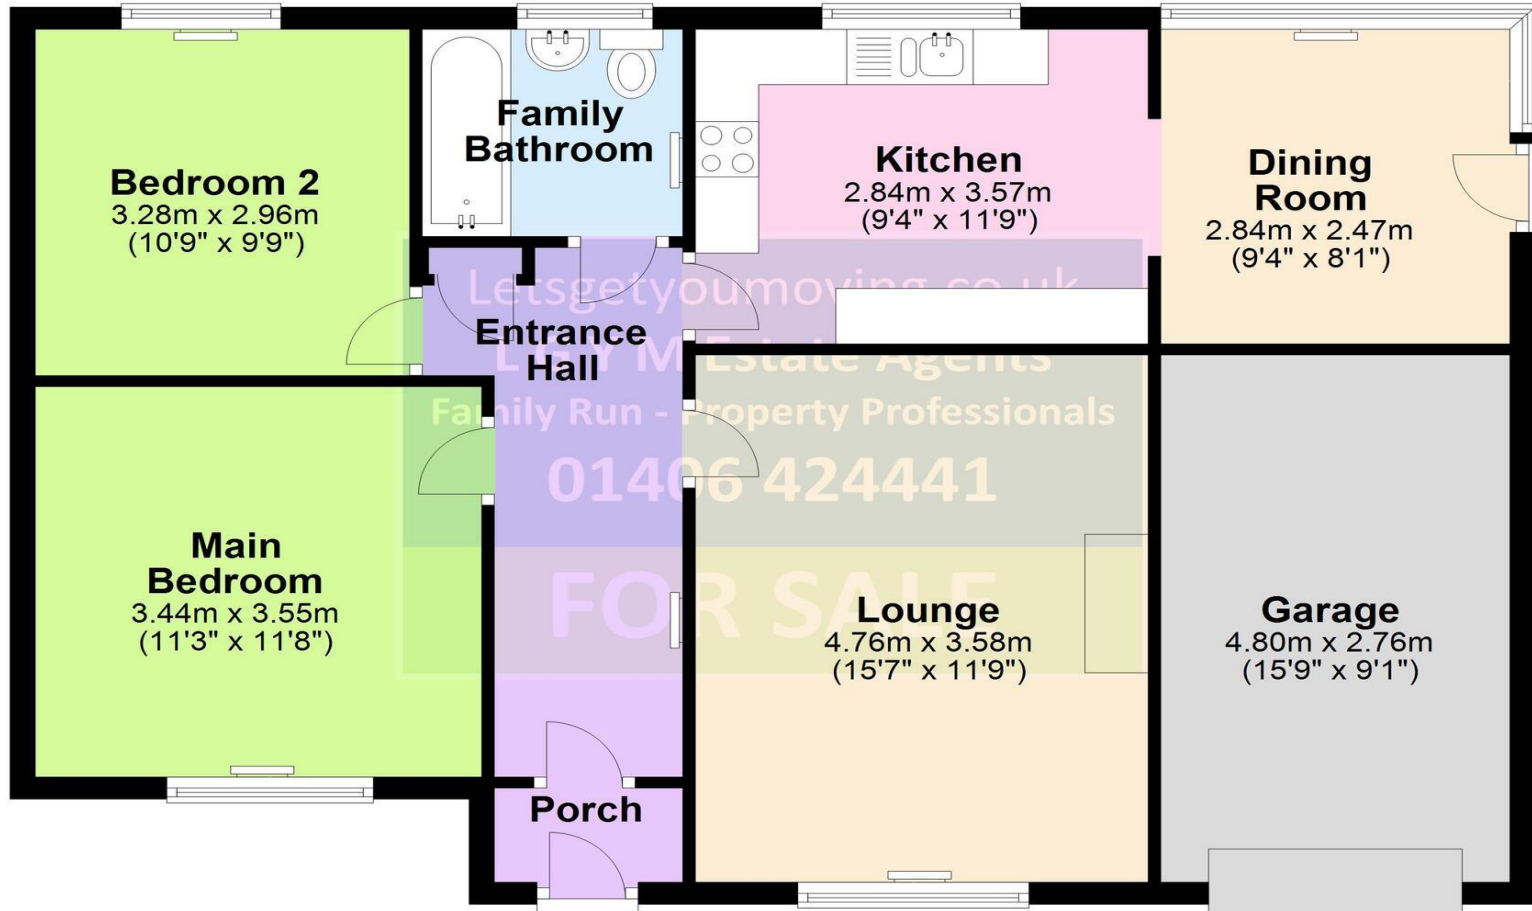 Bedroom 2
3.28m x 2.96m
(10'9" x 9'9")
Family
Bathroom
Kitchen
2.84m x 3.57m
(9'4" x 11'9")
Dining
Room
2.84m x 2.47m
(9'4" x 8'1")
Entrance
Hall
Main
Bedroom
3.44m x 3.55m
(11'3" x 11'8")
Lounge
4.76m x 3.58m
(15'7" x 11'9")
Garage
4.80m x 2.76m
(15'9" x 9'1")
Porch
Letsgetyoumoving.co.uk
L G Y M Estate Agents
Family Run - Property Professionals
01406 424441
FOR SALE